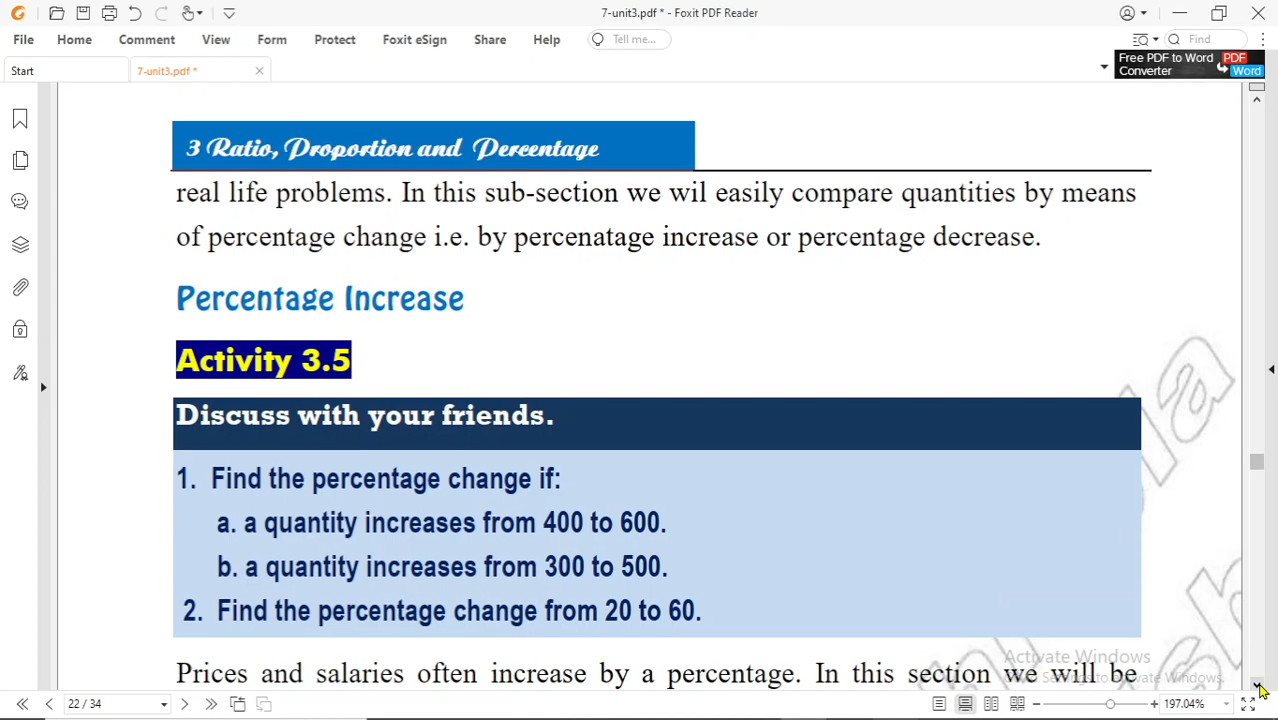 7-unit3.pdf * - Foxit PDF Reader
File Home Comment View Form Protect Foxit eSign Share Help Tell me... Find
Start 7-unit3.pdf *
Free PDF to Word Converter PDF Word
3 Ratio, Proportion and Percentage
real life problems. In this sub-section we wil easily compare quantities by means
of percentage change i.e. by percenatage increase or percentage decrease.
Percentage Increase
Activity 3.5
Discuss with your friends.
1. Find the percentage change if:
a. a quantity increases from 400 to 600.
b. a quantity increases from 300 to 500.
2. Find the percentage change from 20 to 60.
Prices and salaries often increase by a percentage. In this section we will be
Activate Windows
Settings to activate Windows.
22 / 34 197.04%